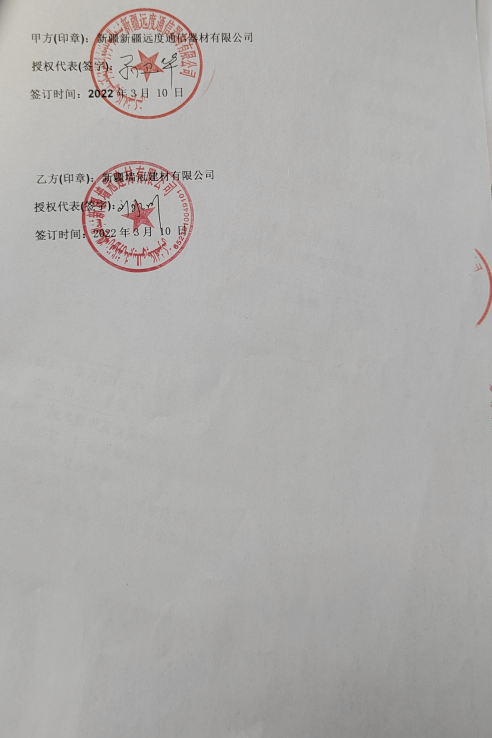 甲方(印章)：新疆新疆远度通信器材有限公司
授权代表(签字)：
签订时间：2022 年 3 月 10 日
乙方(印章)：新疆瑞冠建材有限公司
授权代表(签字)：
签订时间：2022 年 3 月 10 日